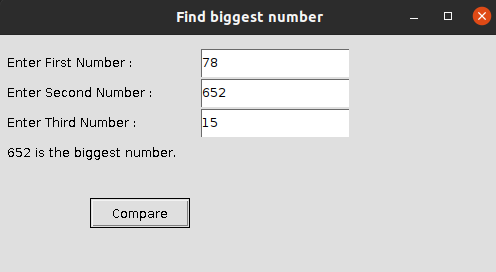 Find biggest number
Enter First Number : 78
Enter Second Number : 652
Enter Third Number : 15
652 is the biggest number.
Compare